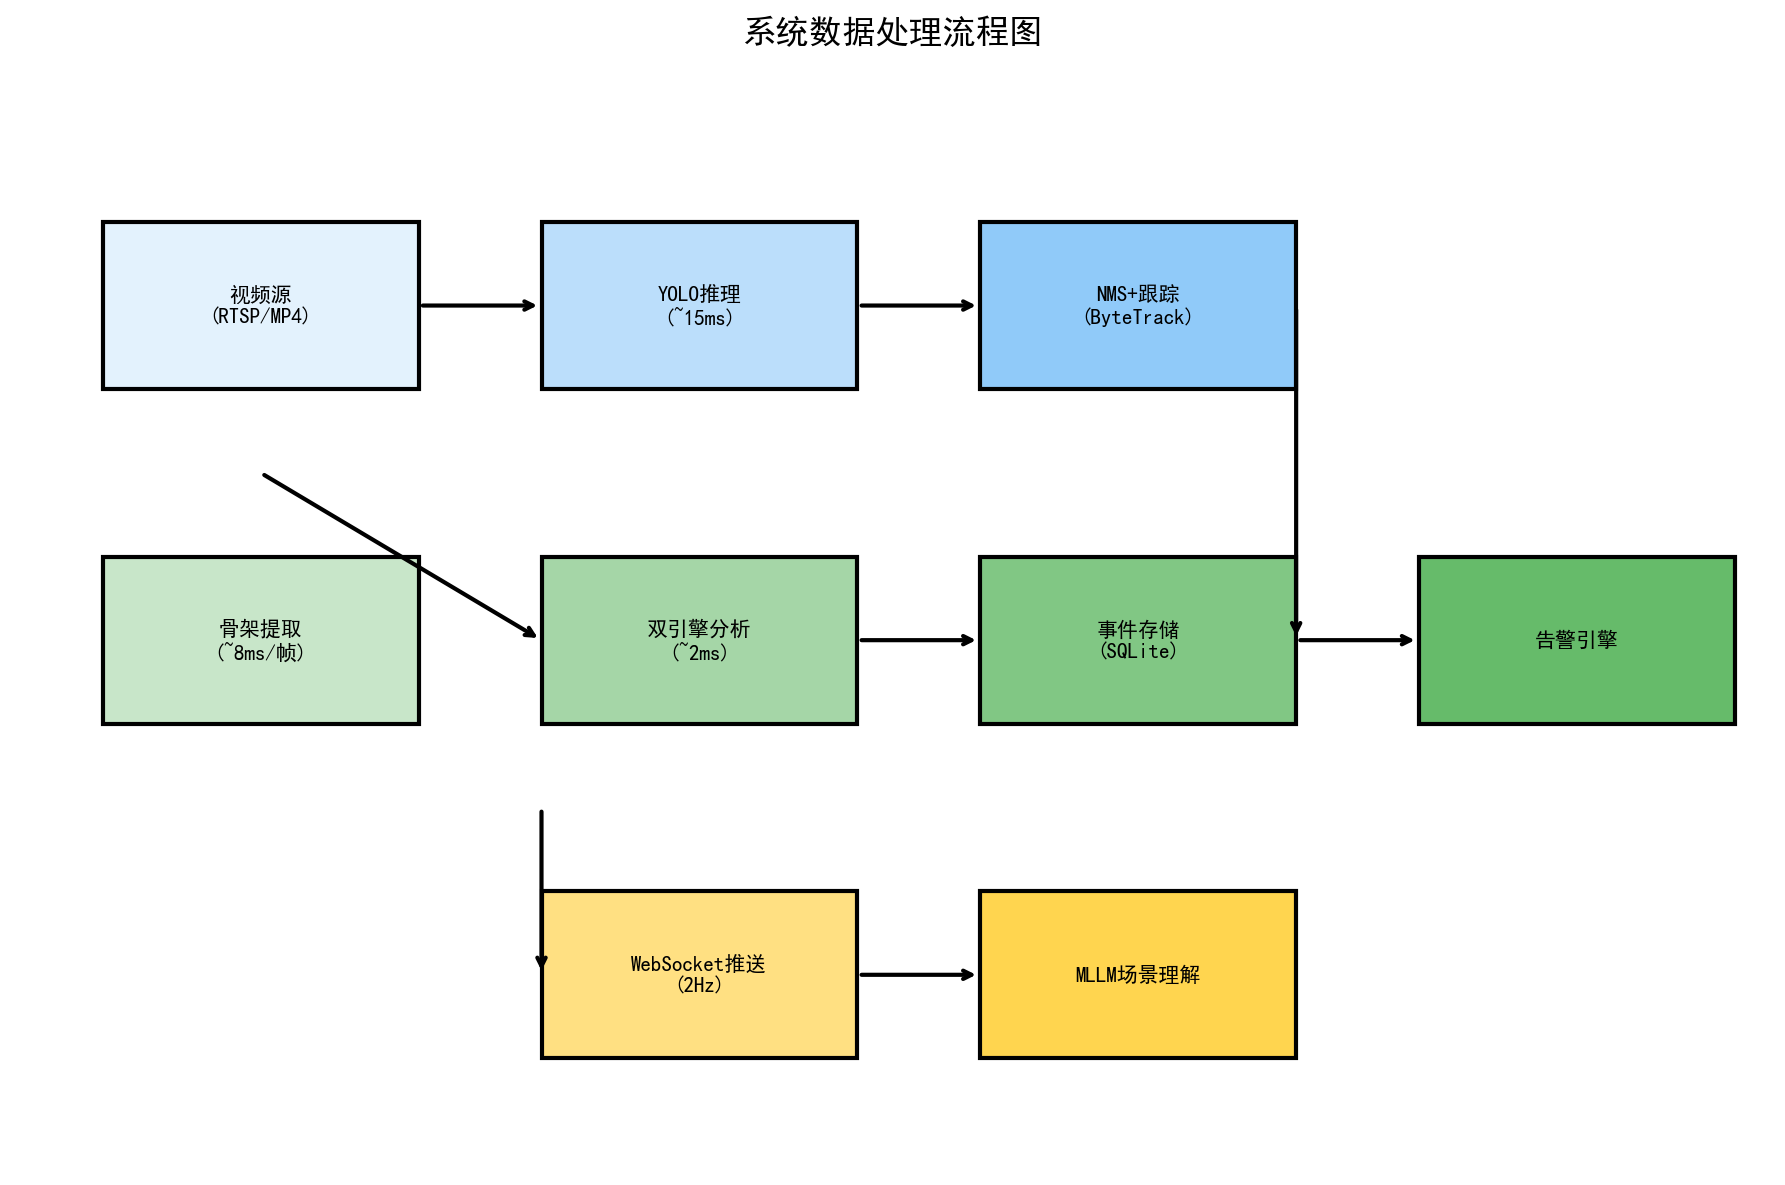 系统数据处理流程图
视频源
(RTSP/MP4)
YOLO推理
(~15ms)
NMS+跟踪
(ByteTrack)
骨架提取
(~8ms/帧)
双引擎分析
(~2ms)
事件存储
(SQLite)
告警引擎
WebSocket推送
(2Hz)
MLLM场景理解